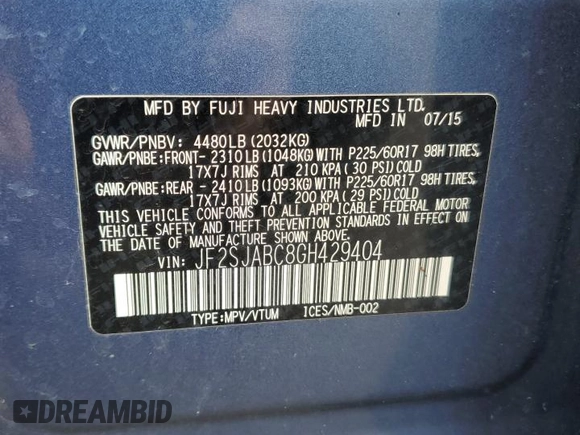 MFD BY FUJI HEAVY INDUSTRIES LTD.
MADE IN JAPAN 07/15
GVWR/PNBV: 4480LB (2032KG)
GAWR/PNBE:FRONT- 2310LB (1048KG) WITH P225/60R17 98H TIRES,
17X7J RIMS AT 210 KPA (30 PSI) COLD
GAWR/PNBE:REAR - 2410LB (1093KG) WITH P225/60R17 98H TIRES,
17X7J RIMS AT 200 KPA (29 PSI) COLD
THIS VEHICLE CONFORMS TO ALL APPLICABLE FEDERAL MOTOR
VEHICLE SAFETY AND THEFT PREVENTION STANDARDS IN
EFFECT ON THE DATE OF MANUFACTURE SHOWN ABOVE.
VIN: JF2SJABC8GH429404
TYPE:MPV/VTUM ICES/NMB-002
DREAMBID